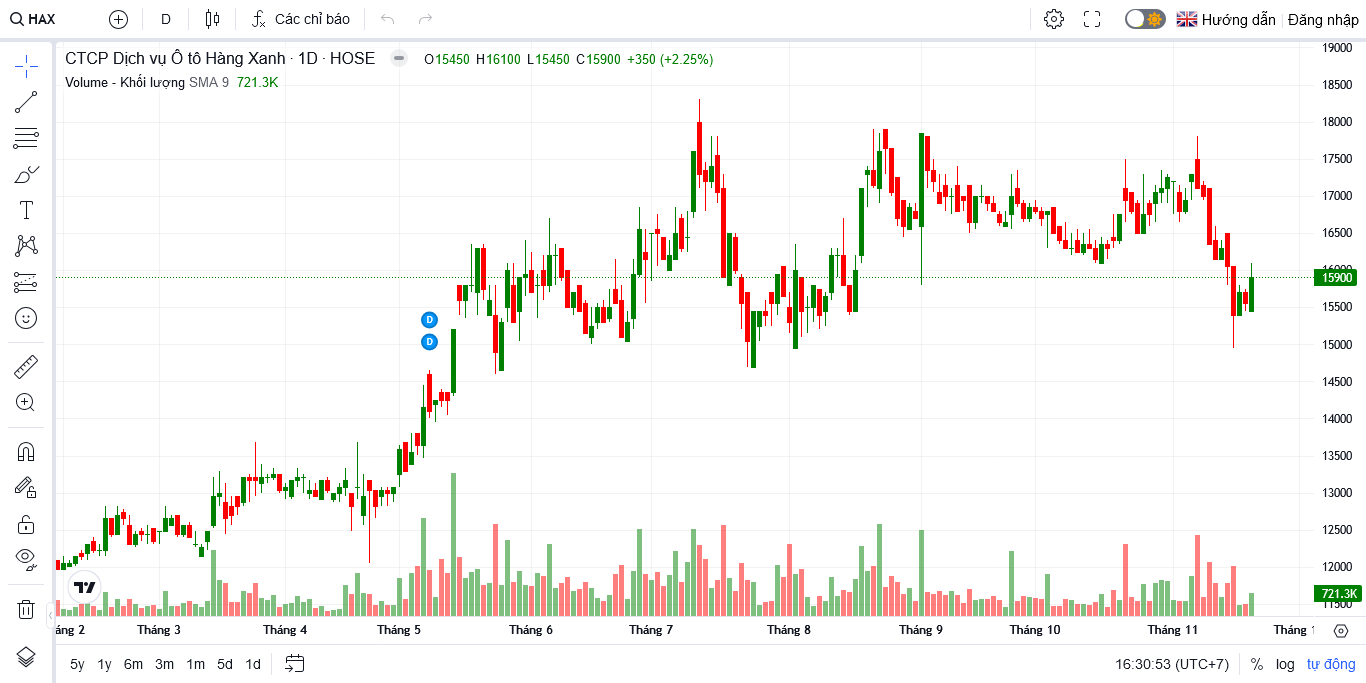 HAX D Các chỉ báo Hướng dẫn Đăng nhập
CTCP Dịch vụ Ô tô Hàng Xanh · 1D · HOSE O15450 H16100 L15450 C15900 +350 (+2.25%)
Volume - Khối lượng SMA 9 721.3K
19000
18500
18000
17500
17000
16500
16000
15900
15500
15000
14500
14000
13500
13000
12500
12000
721.3K
11500
D
D
T
áng 2 Tháng 3 Tháng 4 Tháng 5 Tháng 6 Tháng 7 Tháng 8 Tháng 9 Tháng 10 Tháng 11 Tháng 1
5y 1y 6m 3m 1m 5d 1d 16:30:53 (UTC+7) % log tự động